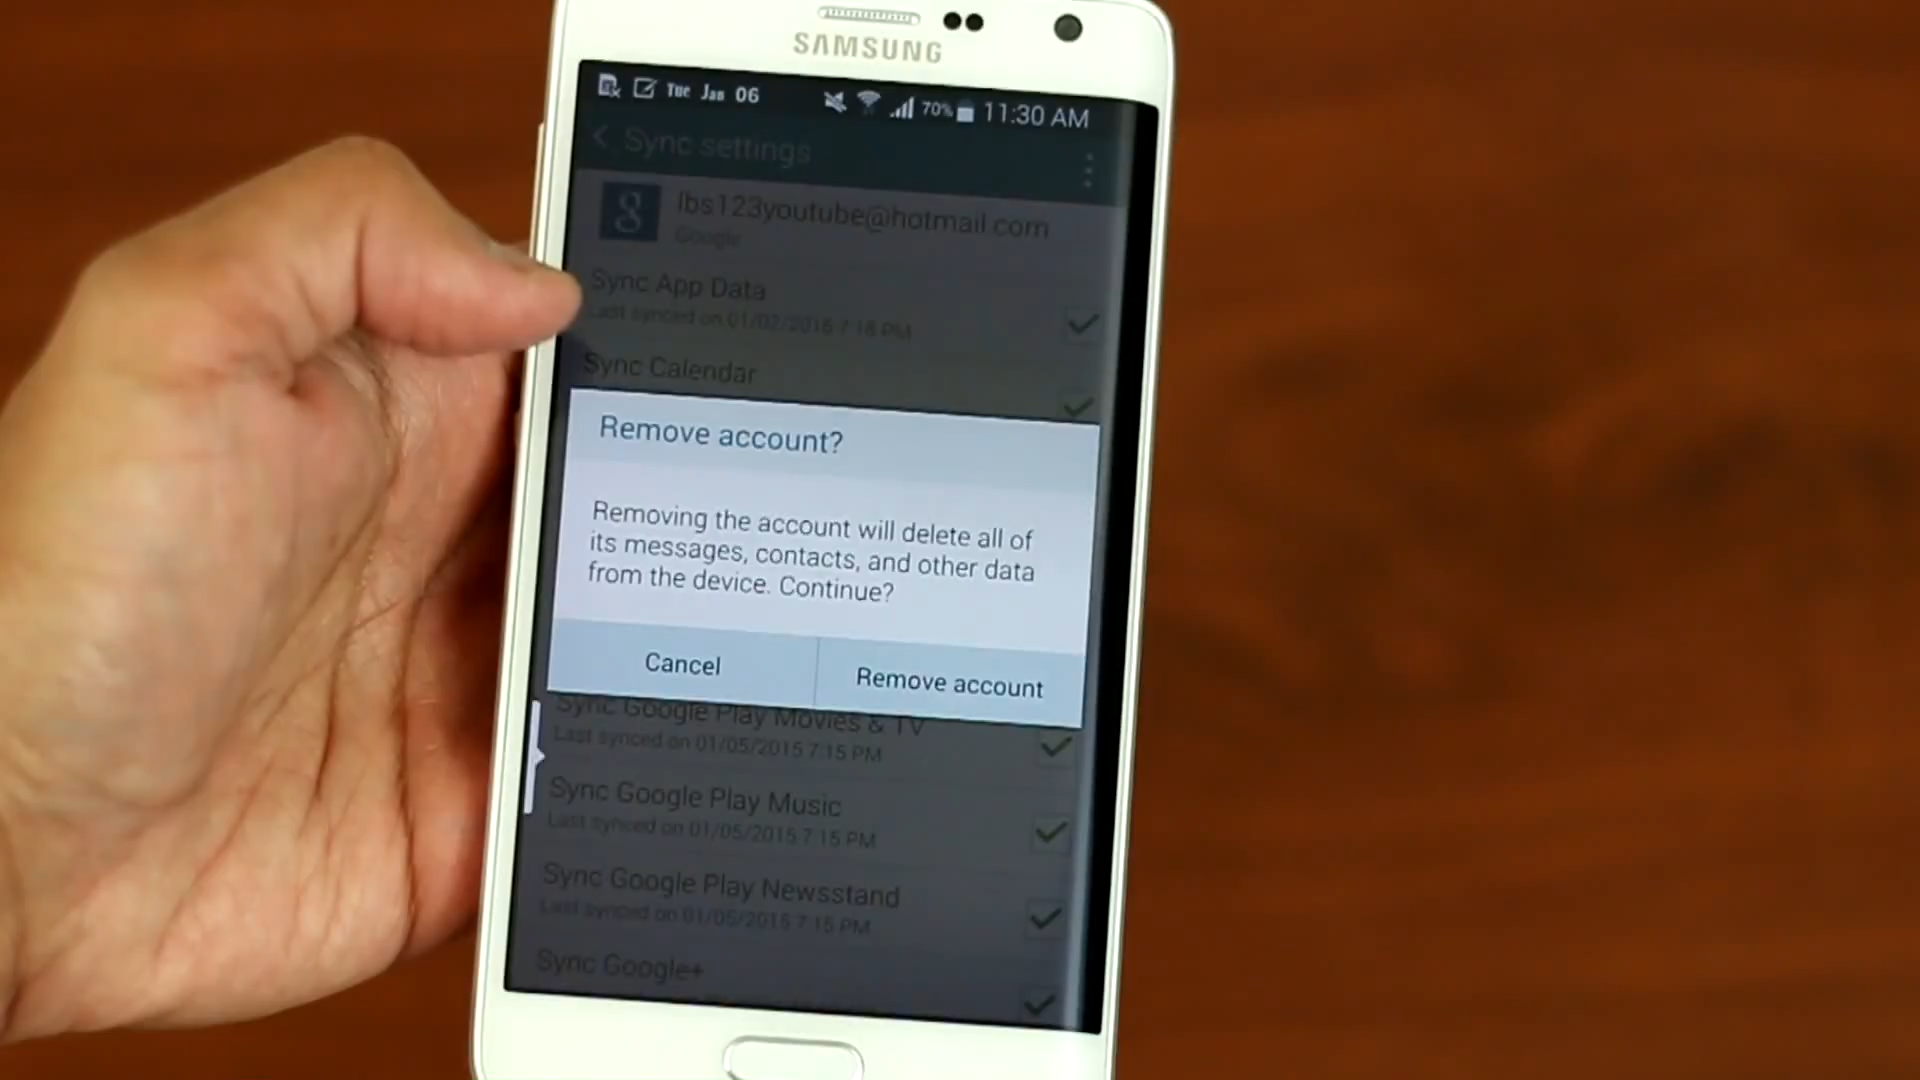 SAMSUNG
Tue Jan 06 70% 11:30 AM
Sync settings
g lbs123youtube@hotmail.com
Google
Sync App Data
Last synced on 01/02/2015 7:15 PM
Sync Calendar
Remove account?
Removing the account will delete all of
its messages, contacts, and other data
from the device. Continue?
Cancel Remove account
Sync Google Play Movies & TV
Last synced on 01/05/2015 7:15 PM
Sync Google Play Music
Last synced on 01/05/2015 7:15 PM
Sync Google Play Newsstand
Last synced on 01/05/2015 7:15 PM
Sync Google+